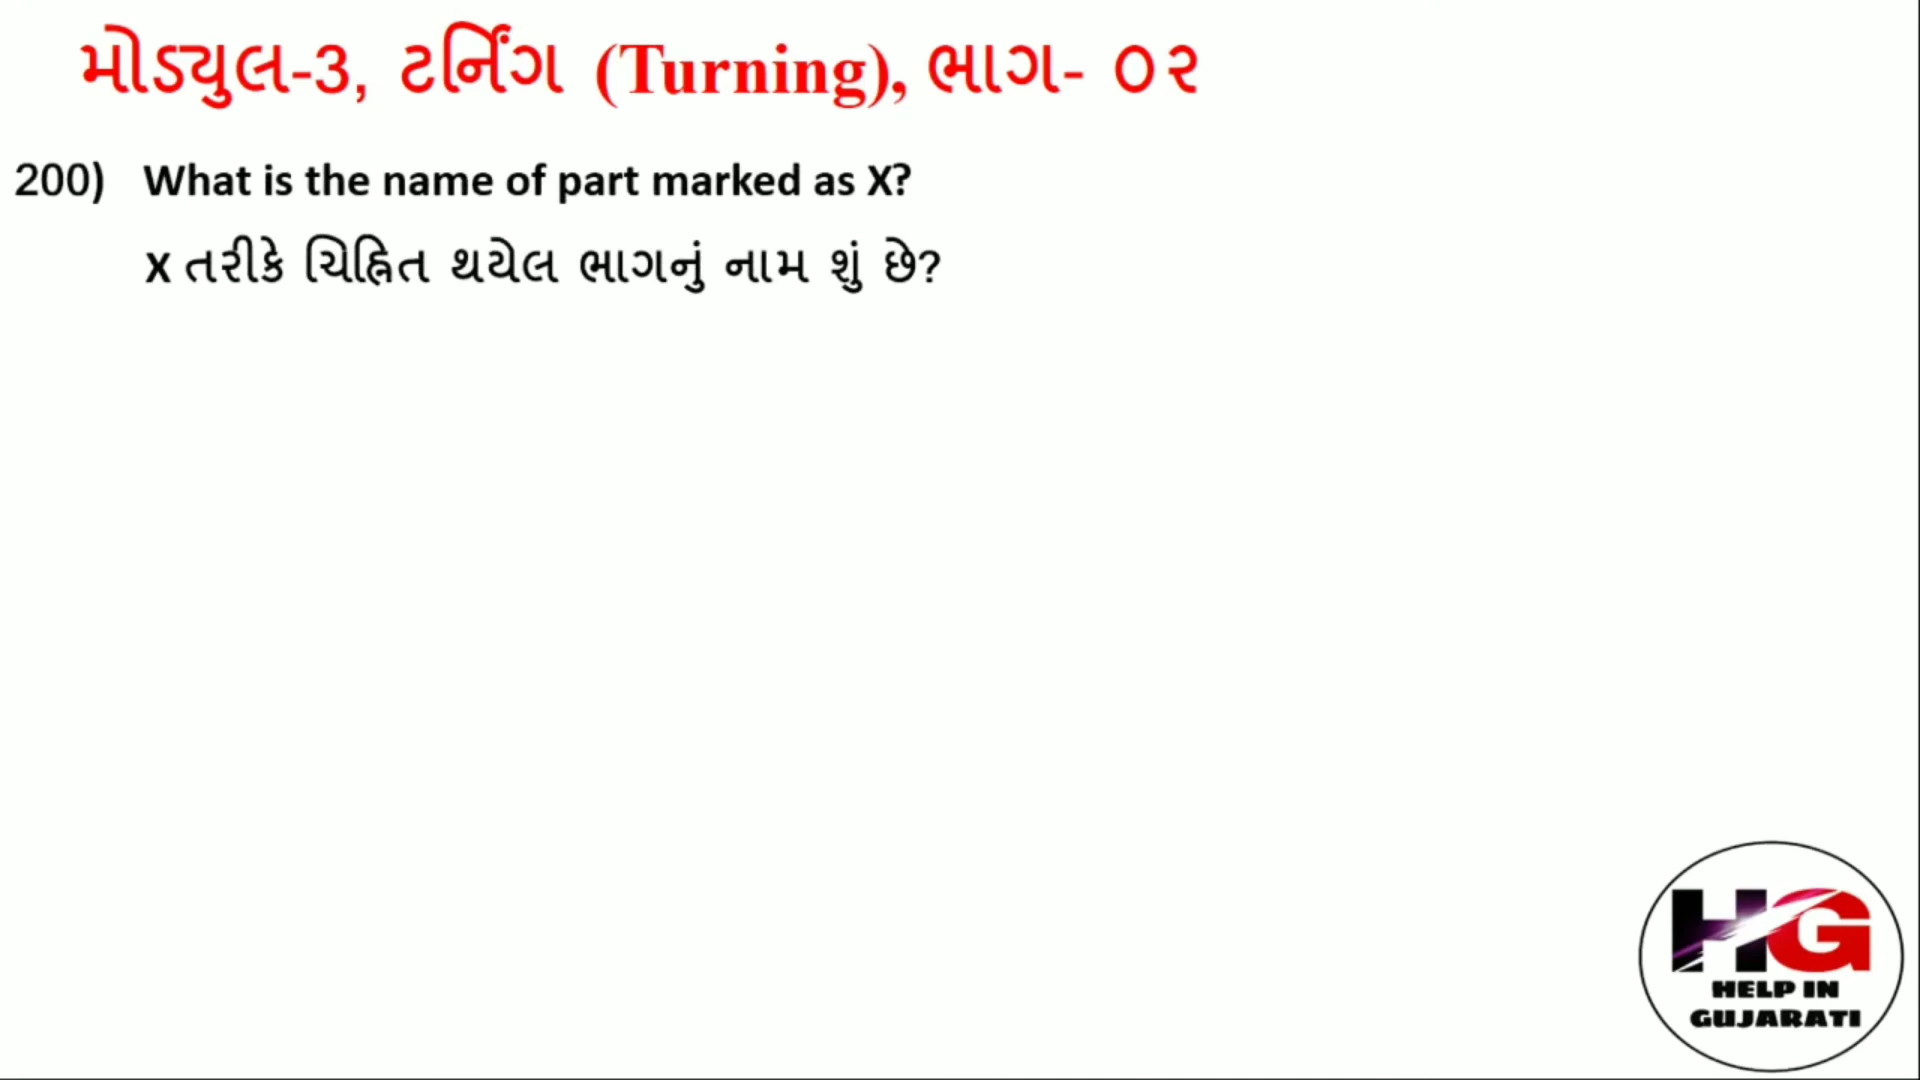 મોડ્યુલ-3, ટર્નિંગ (Turning), ભાગ- ૦૨
200) What is the name of part marked as X?
X તરીકે ચિહ્નિત થયેલ ભાગનું નામ શું છે?
HG
HELP IN
GUJARATI